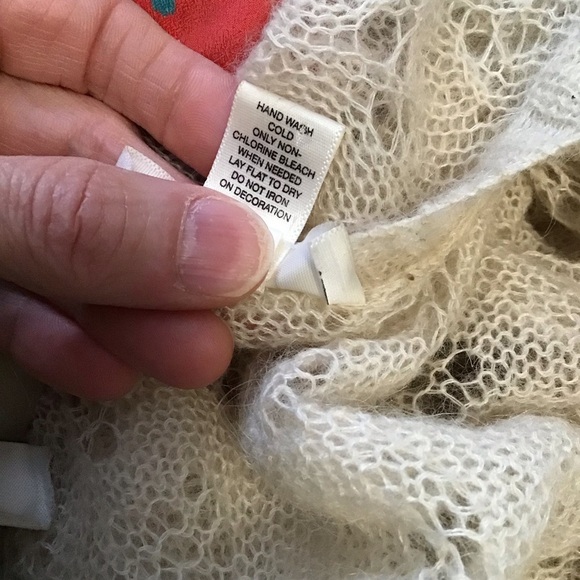 HAND WASH
COLD
ONLY NON-
CHLORINE BLEACH
WHEN NEEDED
LAY FLAT TO DRY
DO NOT IRON
ON DECORATION